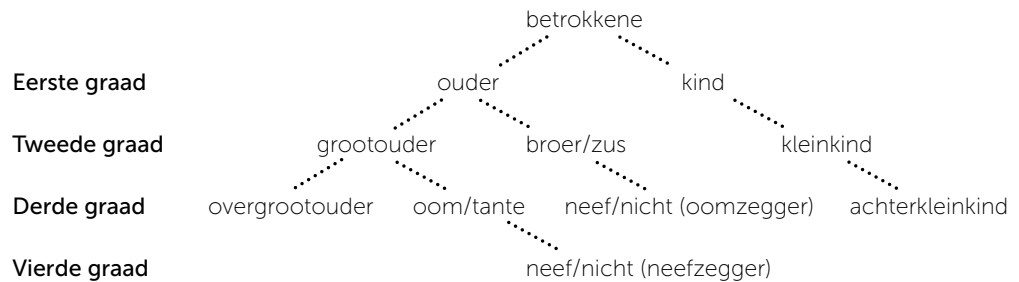 betrokkene
Eerste graad ouder kind
Tweede graad grootouder broer/zus kleinkind
Derde graad overgrootouder oom/tante neef/nicht (oomzegger) achterkleinkind
Vierde graad neef/nicht (neefzegger)